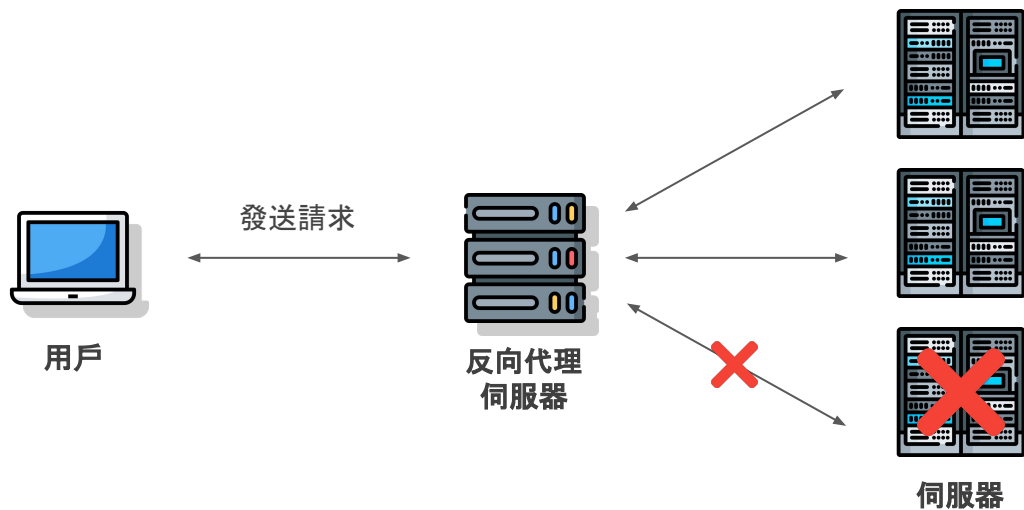 發送請求
用戶
反向代理
伺服器
伺服器